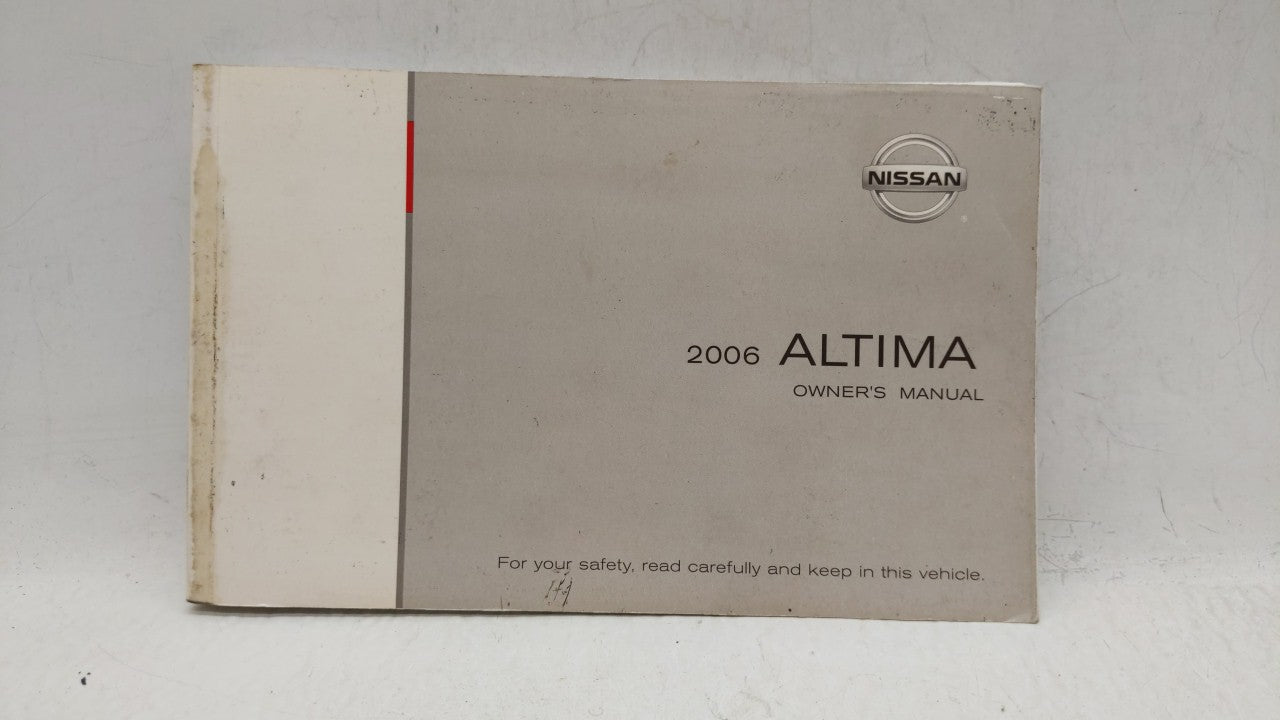 NISSAN
2006 ALTIMA
OWNER'S MANUAL
For your safety, read carefully and keep in this vehicle.